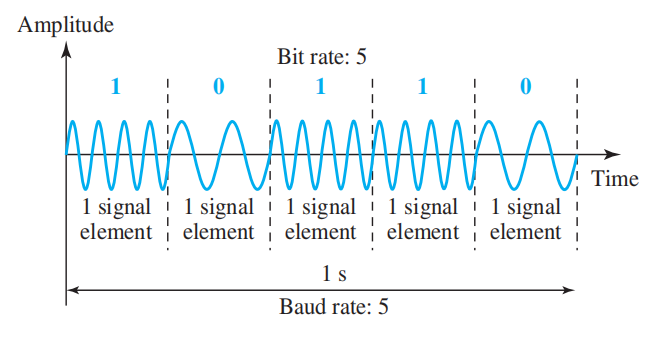 Amplitude
Bit rate: 5
1 0 1 1 0
Time
1 signal 1 signal 1 signal 1 signal 1 signal
element element element element element
1 s
Baud rate: 5